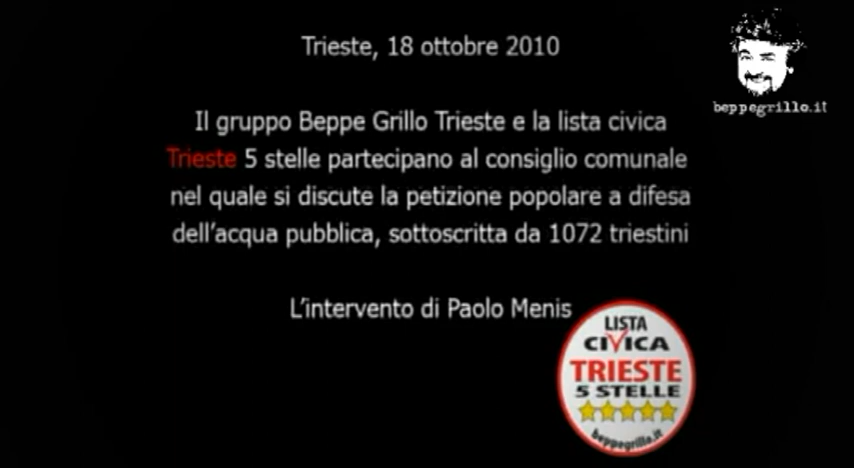 Trieste, 18 ottobre 2010
beppegrillo.it
Il gruppo Beppe Grillo Trieste e la lista civica
Trieste 5 stelle partecipano al consiglio comunale
nel quale si discute la petizione popolare a difesa
dell'acqua pubblica, sottoscritta da 1072 triestini
L'intervento di Paolo Menis
LISTA
CIVICA
TRIESTE
5 STELLE
beppegrillo.it